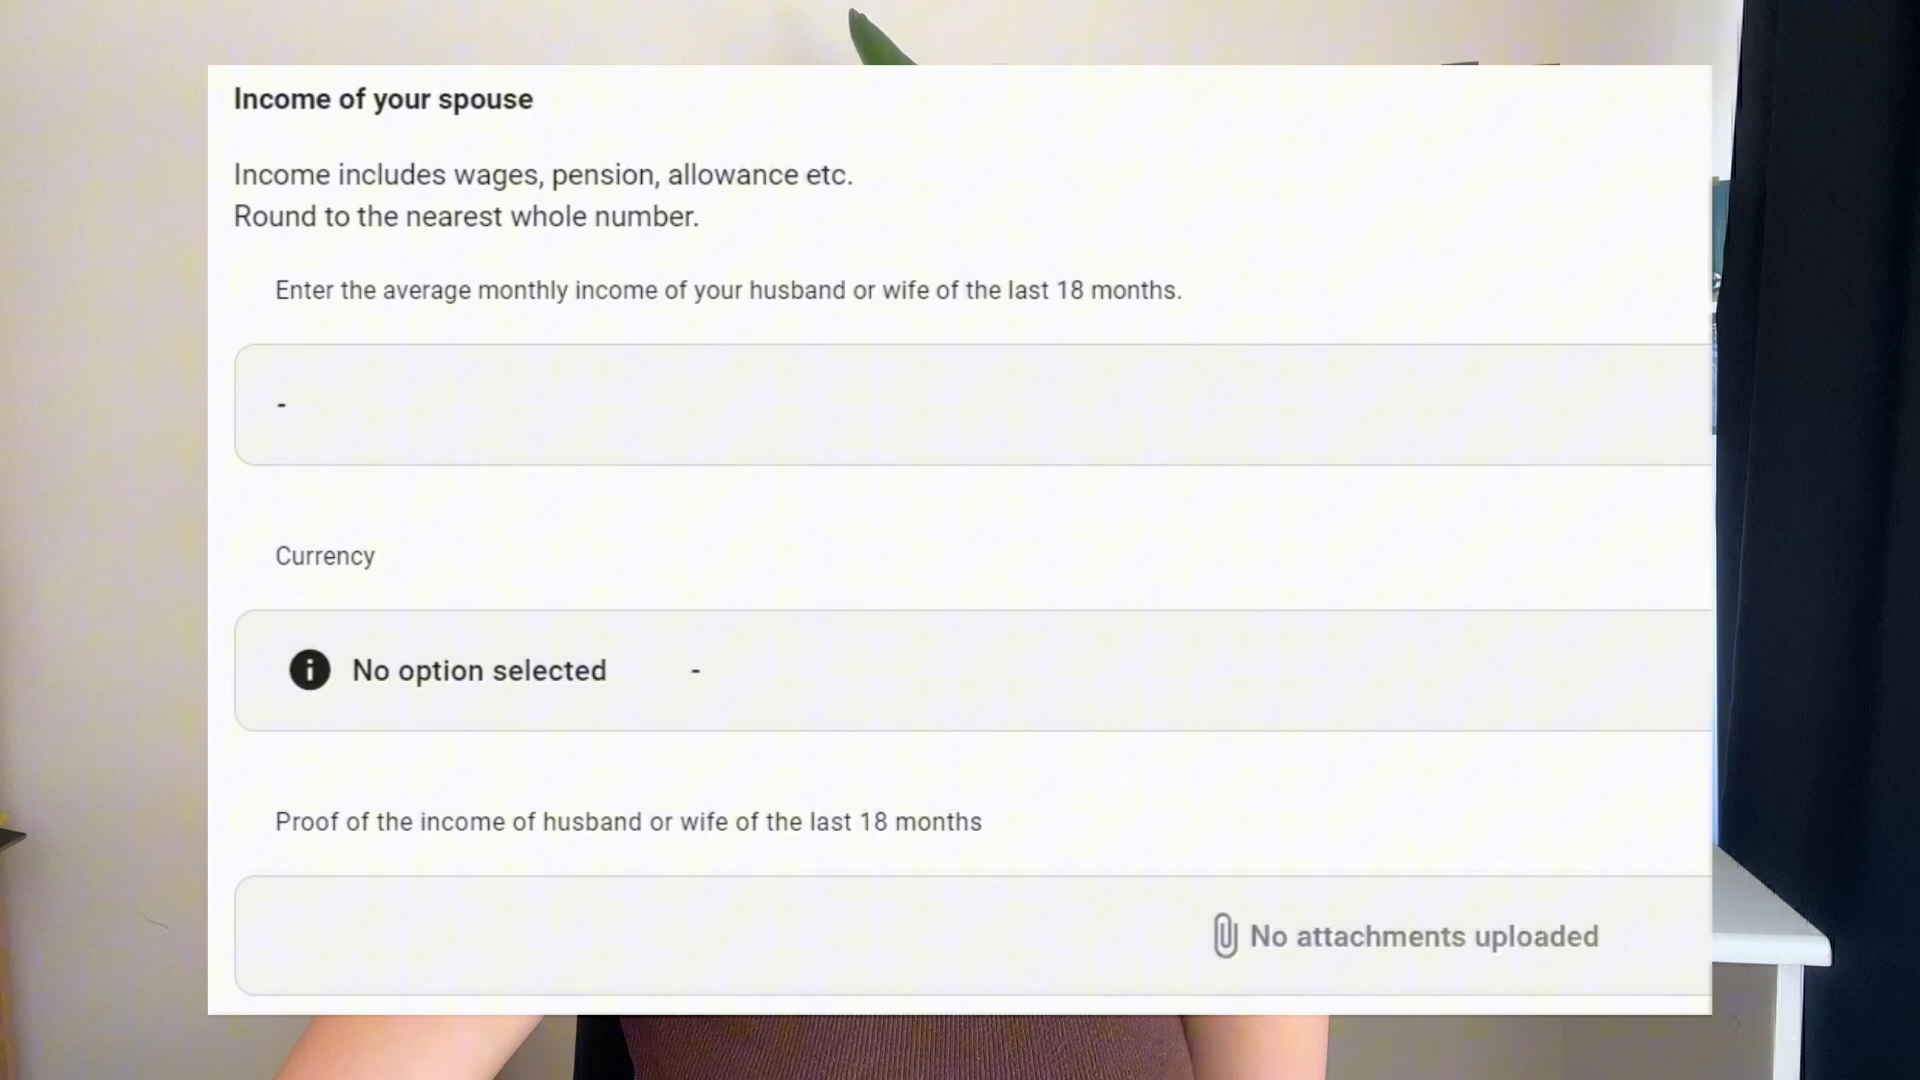 Income of your spouse
Income includes wages, pension, allowance etc.
Round to the nearest whole number.
Enter the average monthly income of your husband or wife of the last 18 months.
-
Currency
No option selected -
Proof of the income of husband or wife of the last 18 months
No attachments uploaded